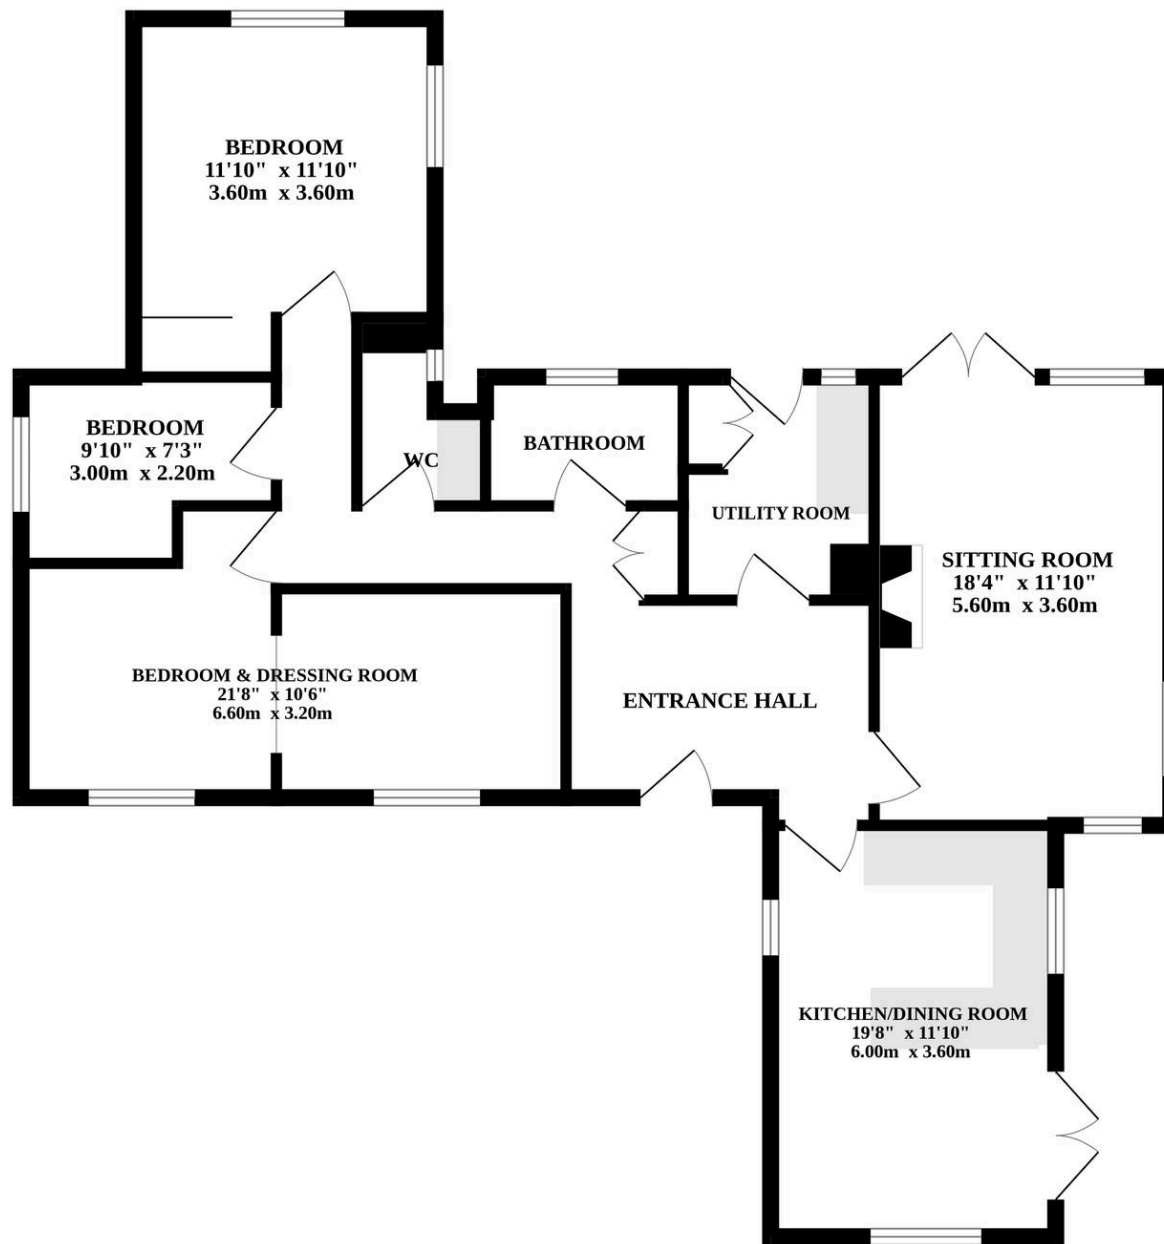 BEDROOM
11'10" x 11'10"
3.60m x 3.60m
BEDROOM
9'10" x 7'3"
3.00m x 2.20m
WC
BATHROOM
UTILITY ROOM
SITTING ROOM
18'4" x 11'10"
5.60m x 3.60m
BEDROOM & DRESSING ROOM
21'8" x 10'6"
6.60m x 3.20m
ENTRANCE HALL
KITCHEN/DINING ROOM
19'8" x 11'10"
6.00m x 3.60m